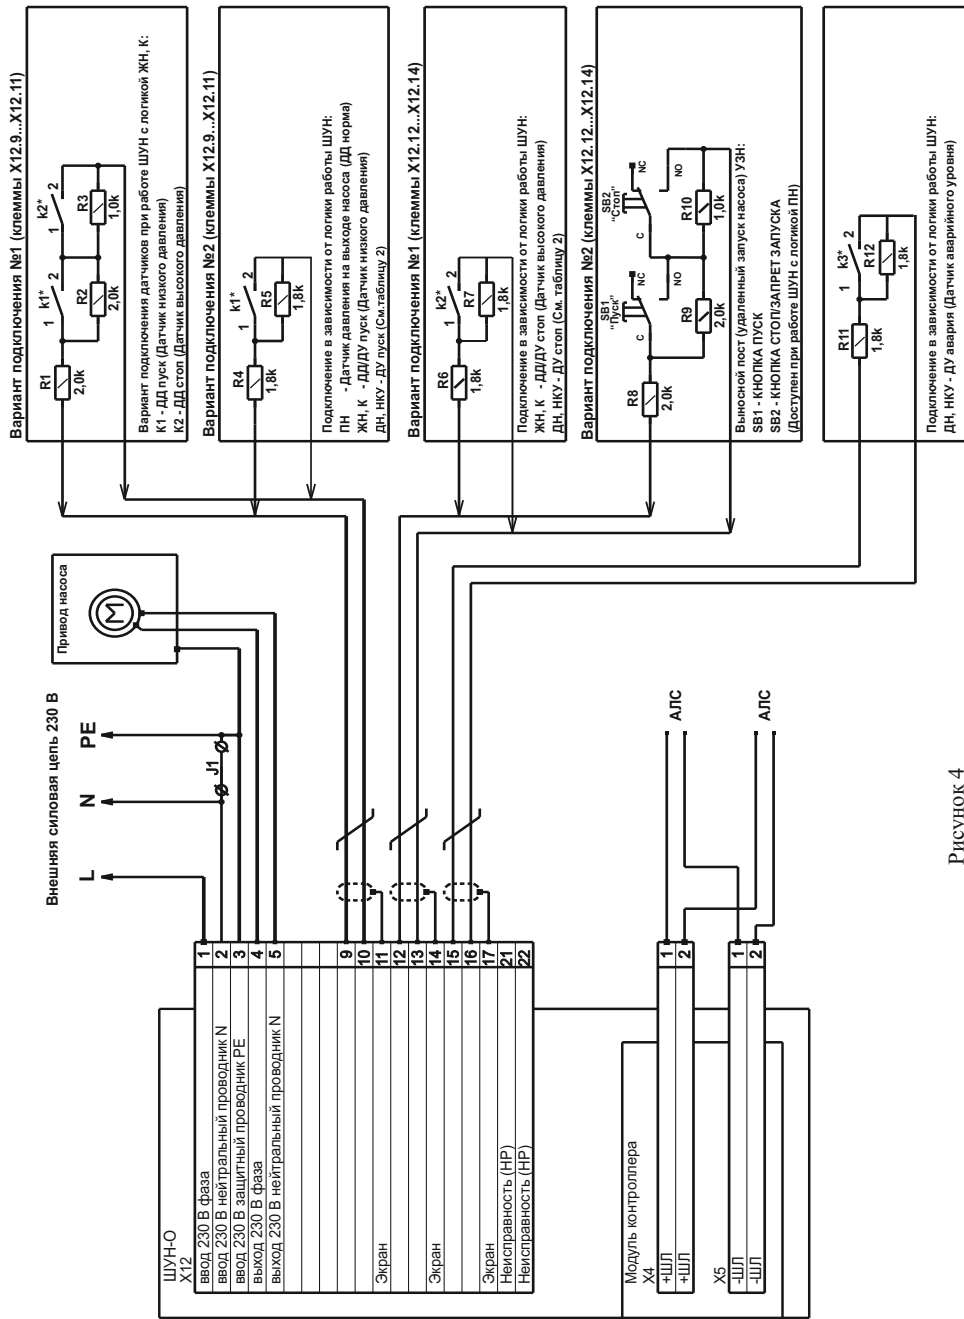 Вариант подключения №1 (клеммы X12.9...X12.11)
k1*
1
2
k2*
1
2
R1
2,0k
R2
2,0k
R3
1,0k
Вариант подключения датчиков при работе ШУН с логикой ЖН, К:
К1 - ДД пуск (Датчик низкого давления)
К2 - ДД стоп (Датчик высокого давления)
Вариант подключения №2 (клеммы X12.9...X12.11)
k1*
1
2
R4
1,8k
R5
1,8k
Подключение в зависимости от логики работы ШУН:
ПН - Датчик давления на выходе насоса (ДД норма)
ЖН, К - ДД/ДУ пуск (Датчик низкого давления)
ДН, НКУ - ДУ пуск (См.таблицу 2)
Вариант подключения №1 (клеммы X12.12...X12.14)
k2*
1
2
R6
1,8k
R7
1,8k
Подключение в зависимости от логики работы ШУН:
ЖН, К - ДД/ДУ стоп (Датчик высокого давления)
ДН, НКУ - ДУ стоп (См. таблицу 2)
Вариант подключения №2 (клеммы X12.12...X12.14)
SB1
"Пуск"
C
NC
NO
SB2
"Стоп"
C
NC
NO
R8
2,0k
R9
2,0k
R10
1,0k
Выносной пост (удаленный запуск насоса) УЗН:
SB1 - КНОПКА ПУСК
SB2 - КНОПКА СТОП/ЗАПРЕТ ЗАПУСКА
(Доступен при работе ШУН с логикой ПН)
k3*
1
2
R11
1,8k
R12
1,8k
Подключение в зависимости от логики работы ШУН:
ДН, НКУ - ДУ авария (Датчик аварийного уровня)
Привод насоса
M
Внешняя силовая цепь 230 В
L
N
PE
J1
ШУН-О
X12
ввод 230 В фаза
1
ввод 230 В нейтральный проводник N
2
ввод 230 В защитный проводник PE
3
выход 230 В фаза
4
выход 230 В нейтральный проводник N
5
9
10
Экран
11
12
13
Экран
14
15
16
Экран
17
Неисправность (НР)
21
Неисправность (НР)
22
Модуль контроллера
X4
+ШЛ
1
+ШЛ
2
X5
-ШЛ
1
-ШЛ
2
АЛС
АЛС
Рисунок 4